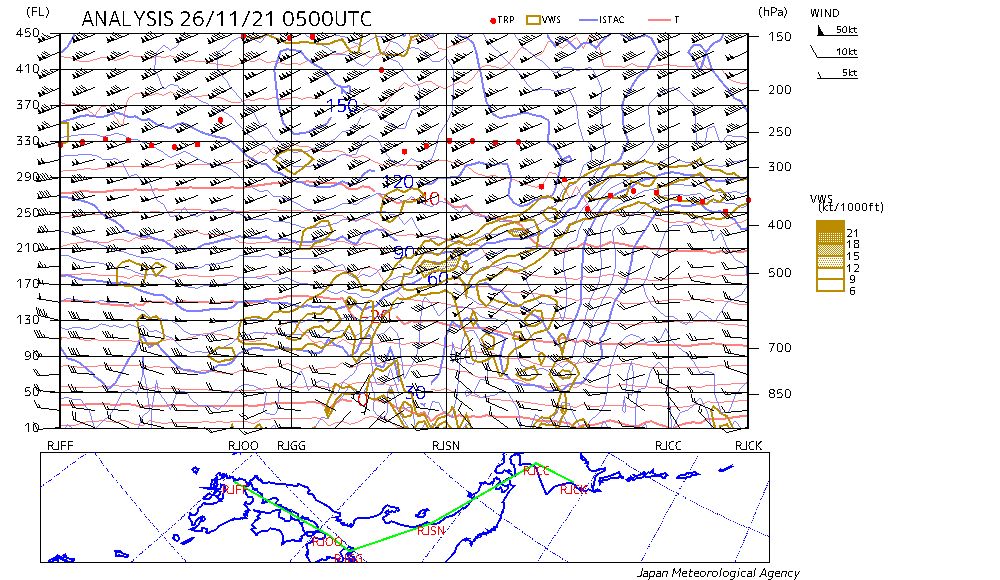 (FL) ANALYSIS 26/11/21 0500UTC TRP VWS ISTAC T (hPa) WIND
450 150 50kt
10kt
410 5kt
200
370 150
250
330
290 300
120
40 VWS
(kt/1000ft)
250 400
21
210 90 18
15
60 500 12
170 9
6
130
700
90
50 30 0 850
10
RJFF RJOO RJGG RJSN RJCC RJCK
RJCC
RJFF RJCK
RJSN
RJOO
RJGG
Japan Meteorological Agency